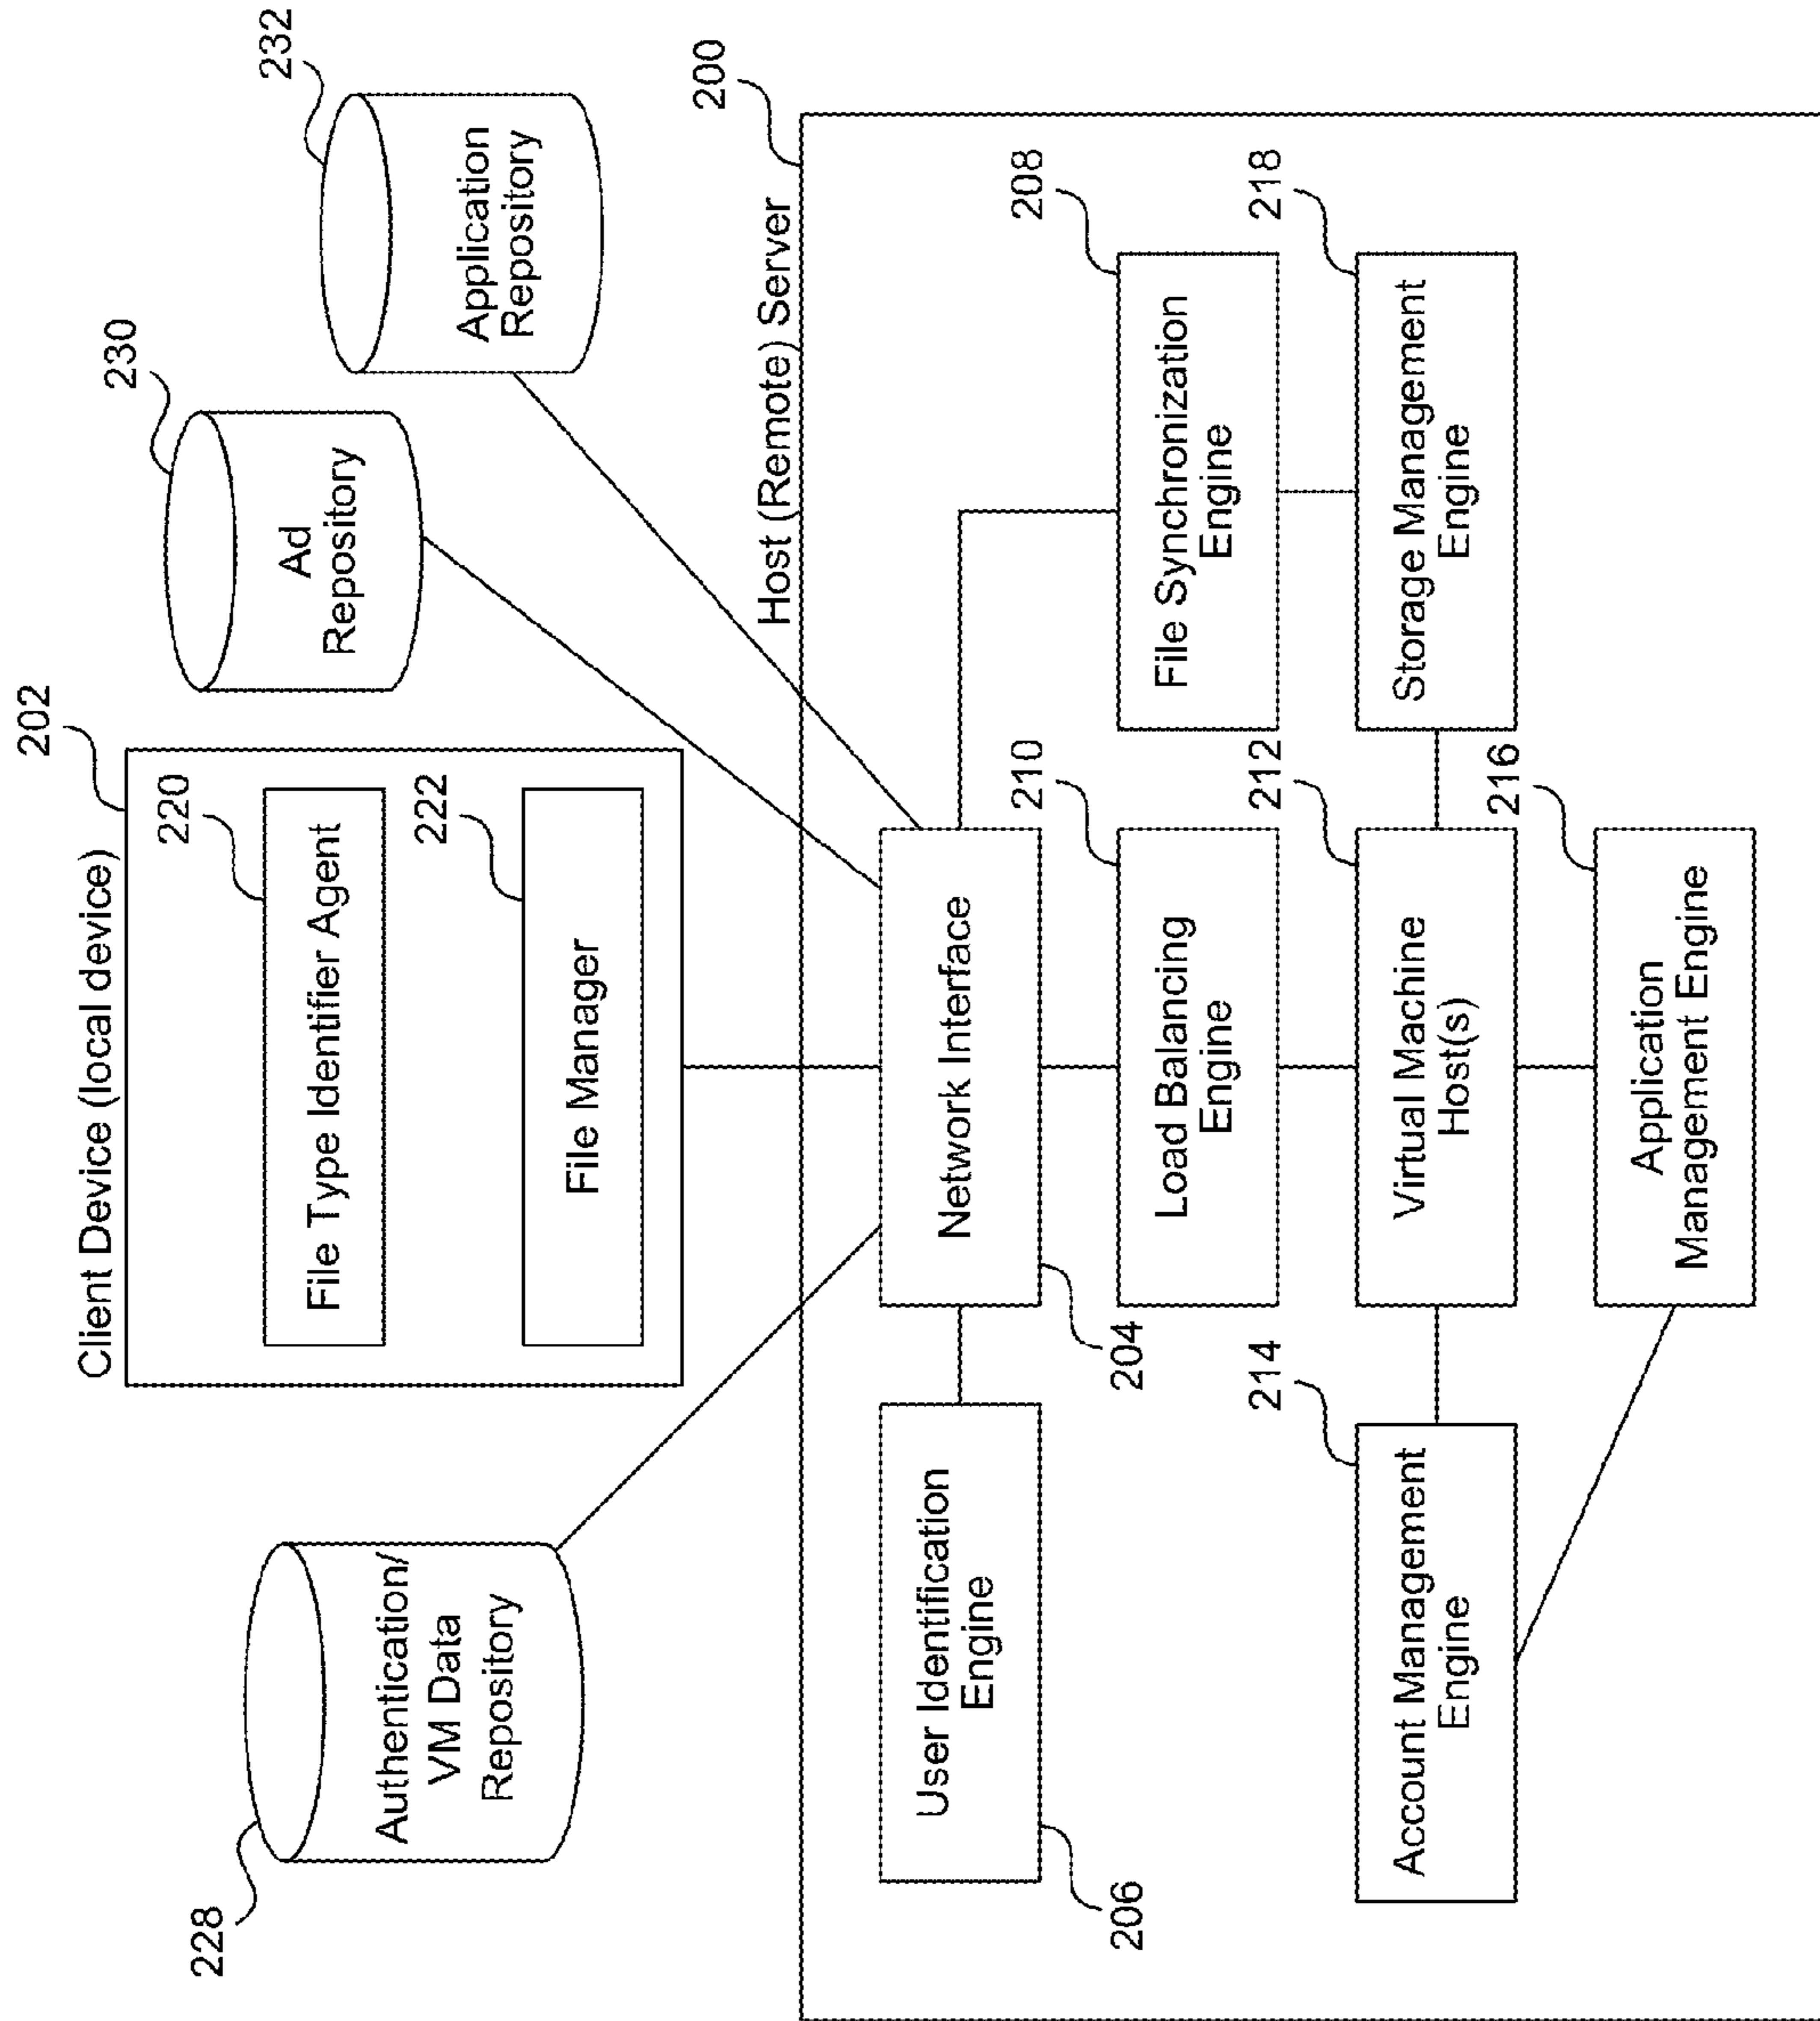 Client Device (local device)
202
File Type Identifier Agent
220
File Manager
222
228
Authentication/
VM Data
Repository
230
Ad
Repository
232
Application
Repository
Host (Remote) Server
200
User Identification
Engine
206
Network Interface
204
Load Balancing
Engine
210
File Synchronization
Engine
208
Account Management
Engine
214
Virtual Machine
Host(s)
212
Storage Management
Engine
218
Application
Management Engine
216